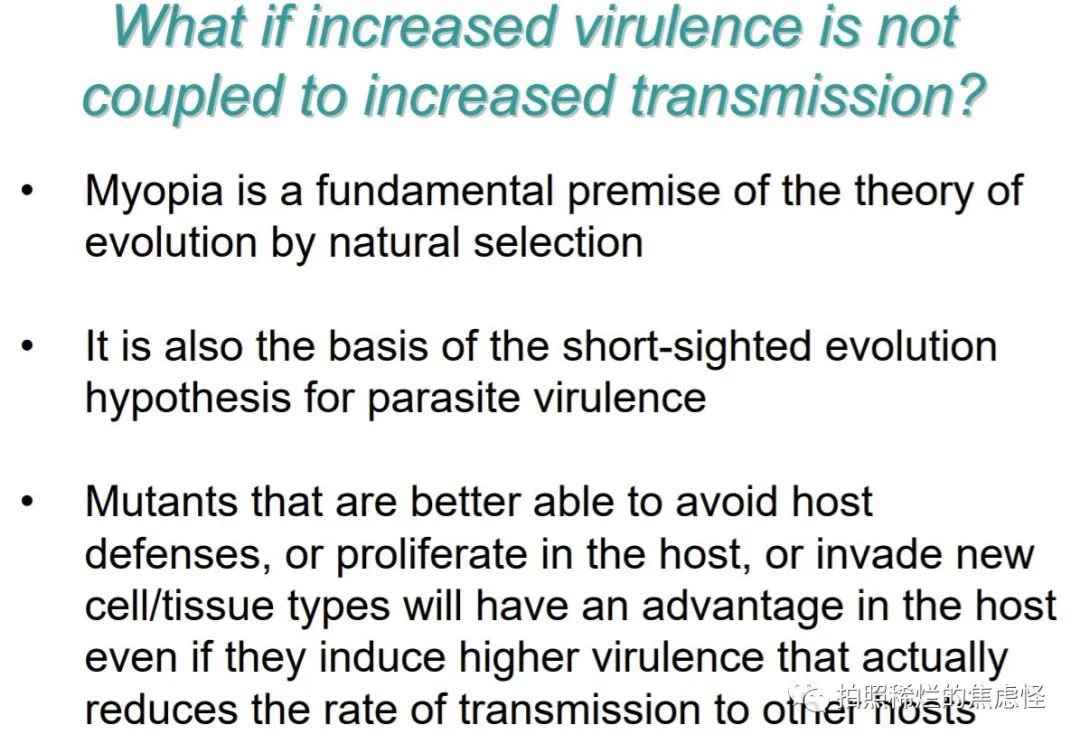 What if increased virulence is not
coupled to increased transmission?
• Myopia is a fundamental premise of the theory of
evolution by natural selection
• It is also the basis of the short-sighted evolution
hypothesis for parasite virulence
• Mutants that are better able to avoid host
defenses, or proliferate in the host, or invade new
cell/tissue types will have an advantage in the host
even if they induce higher virulence that actually
reduces the rate of transmission to other hosts
拍照稀烂的焦虑怪